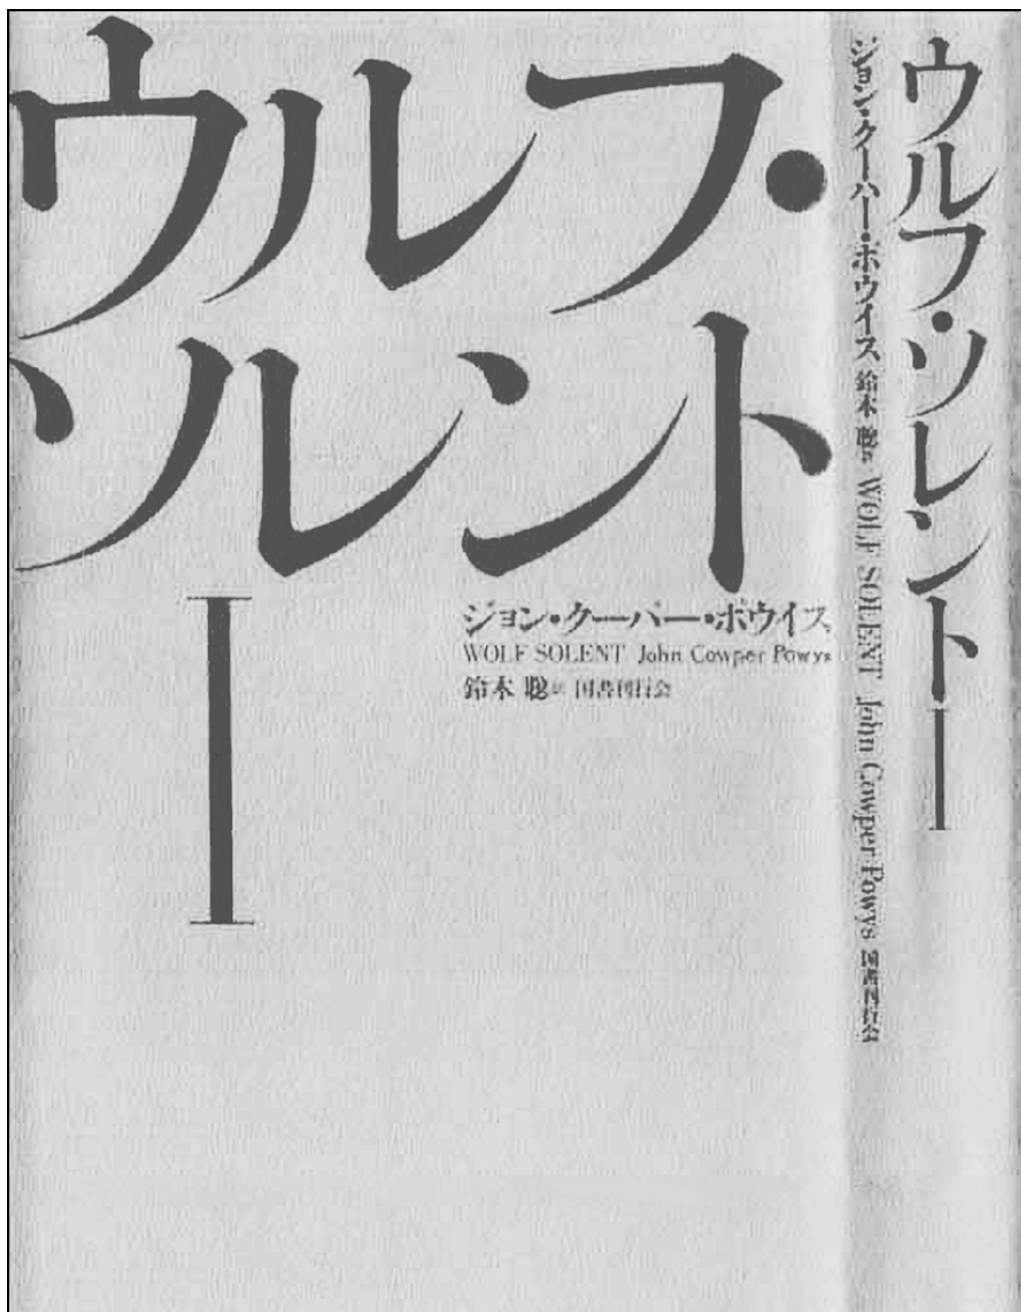 ウルフ・
ソレント
I
ジョン・クーパー・ポウイス
WOLF SOLENT John Cowper Powys
鈴木 聡訳 国書刊行会
ウルフ・ソレントI
ジョン・クーパー・ポウイス 鈴木 聡訳 WOLF SOLENT John Cowper Powys 国書刊行会